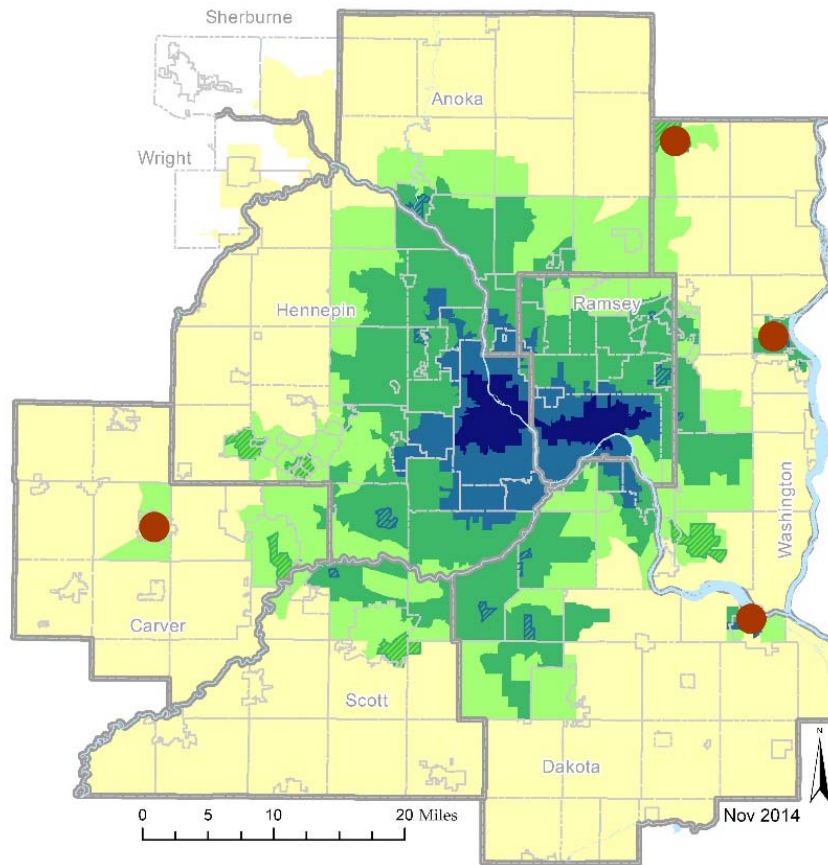 Sherburne
Anoka
Wright
Hennepin
Ramsey
Washington
Carver
Scott
Dakota
N
0 5 10 20 Miles
Nov 2014